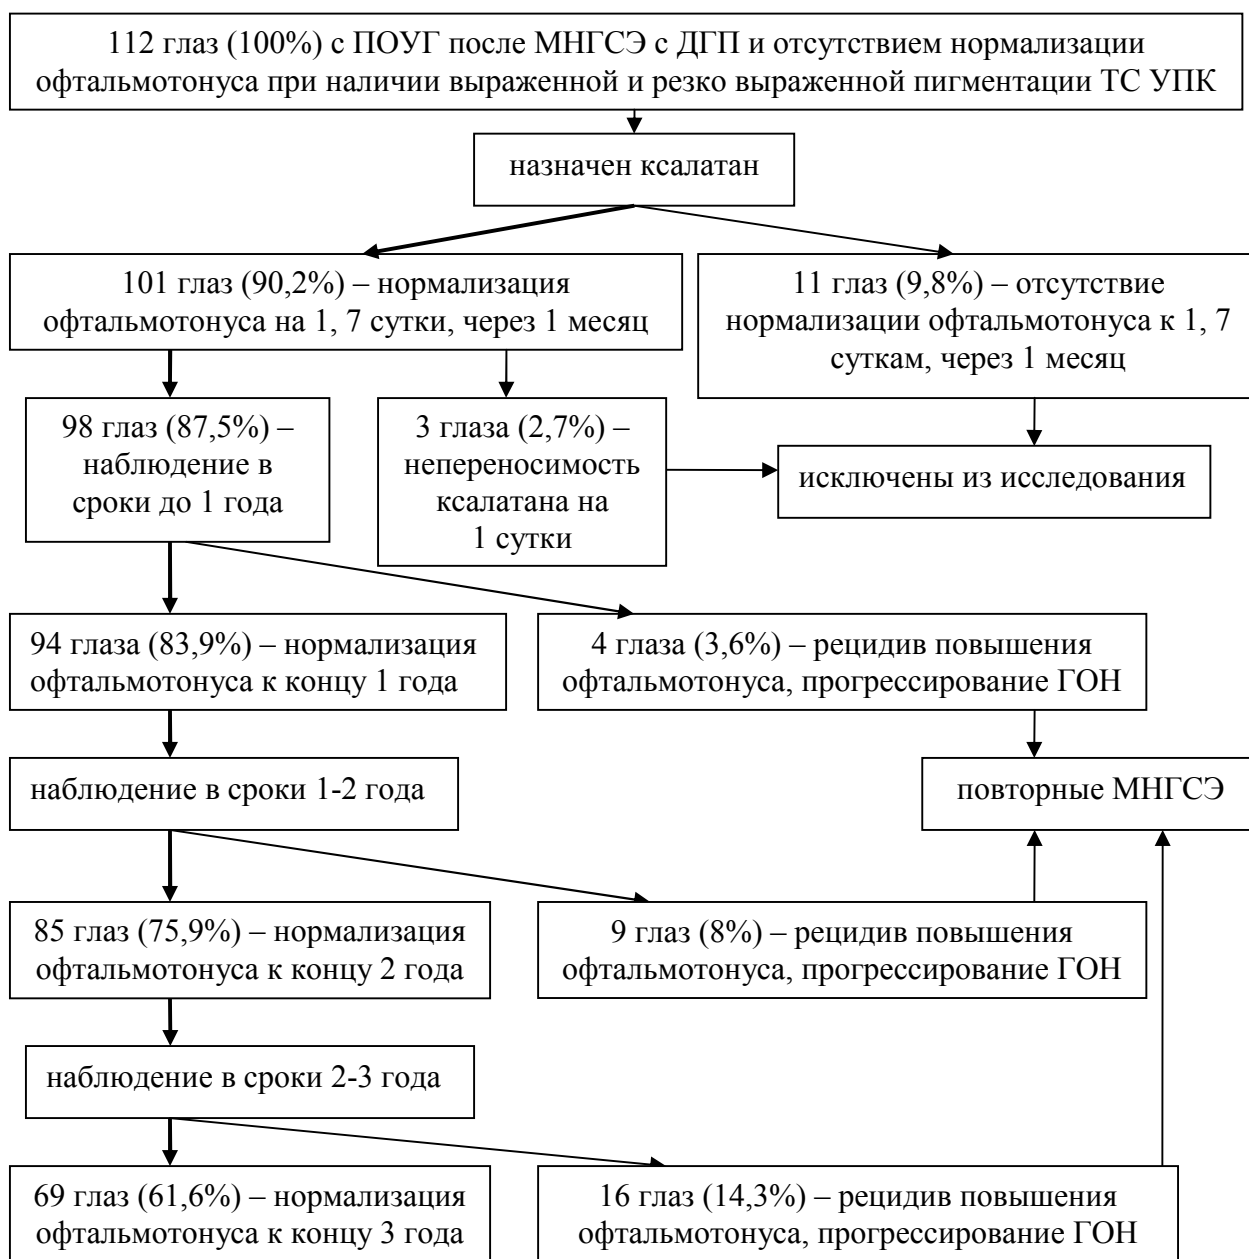 112 глаз (100%) с ПОУГ после МНГСЭ с ДГП и отсутствием нормализации
офтальмотонуса при наличии выраженной и резко выраженной пигментации ТС УПК
назначен ксалатан
101 глаз (90,2%) – нормализация
офтальмотонуса на 1, 7 сутки, через 1 месяц
11 глаз (9,8%) – отсутствие
нормализации офтальмотонуса к 1, 7
суткам, через 1 месяц
98 глаз (87,5%) –
наблюдение в
сроки до 1 года
3 глаза (2,7%) –
непереносимость
ксалатана на
1 сутки
исключены из исследования
94 глаза (83,9%) – нормализация
офтальмотонуса к концу 1 года
4 глаза (3,6%) – рецидив повышения
офтальмотонуса, прогрессирование ГОН
наблюдение в сроки 1-2 года
повторные МНГСЭ
85 глаз (75,9%) – нормализация
офтальмотонуса к концу 2 года
9 глаз (8%) – рецидив повышения
офтальмотонуса, прогрессирование ГОН
наблюдение в сроки 2-3 года
69 глаз (61,6%) – нормализация
офтальмотонуса к концу 3 года
16 глаз (14,3%) – рецидив повышения
офтальмотонуса, прогрессирование ГОН